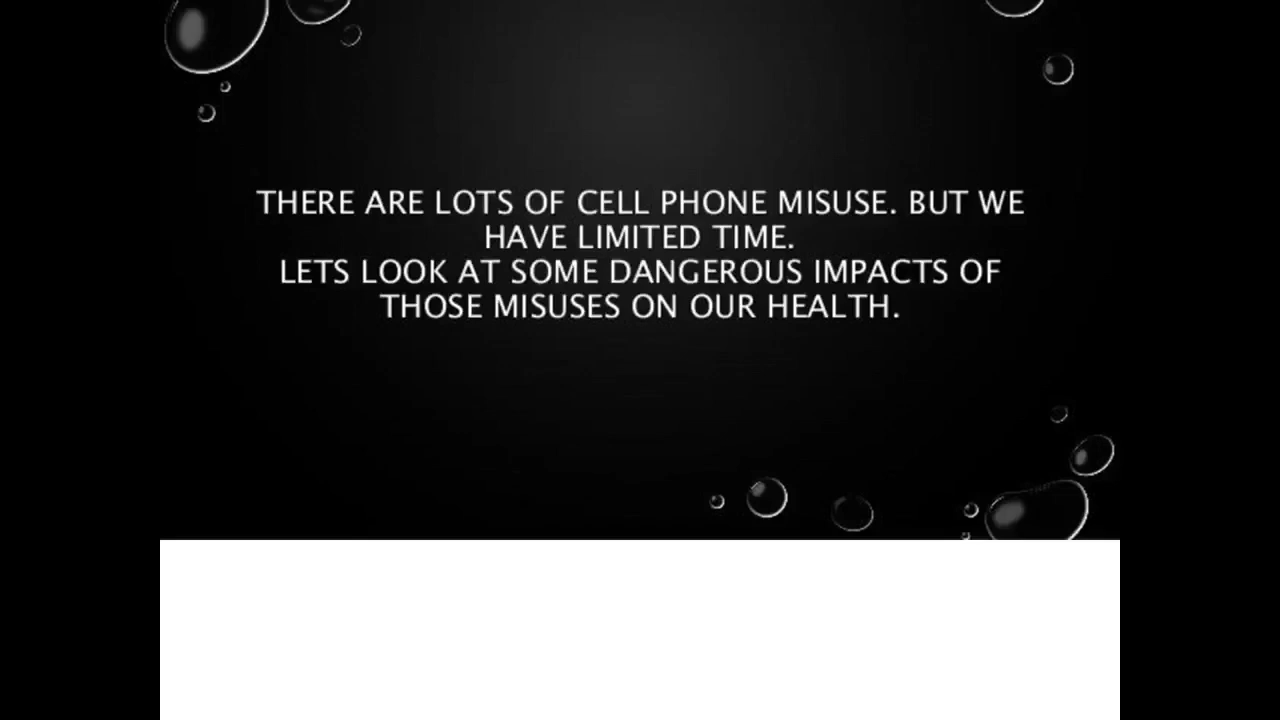 THERE ARE LOTS OF CELL PHONE MISUSE. BUT WE
HAVE LIMITED TIME.
LETS LOOK AT SOME DANGEROUS IMPACTS OF
THOSE MISUSES ON OUR HEALTH.